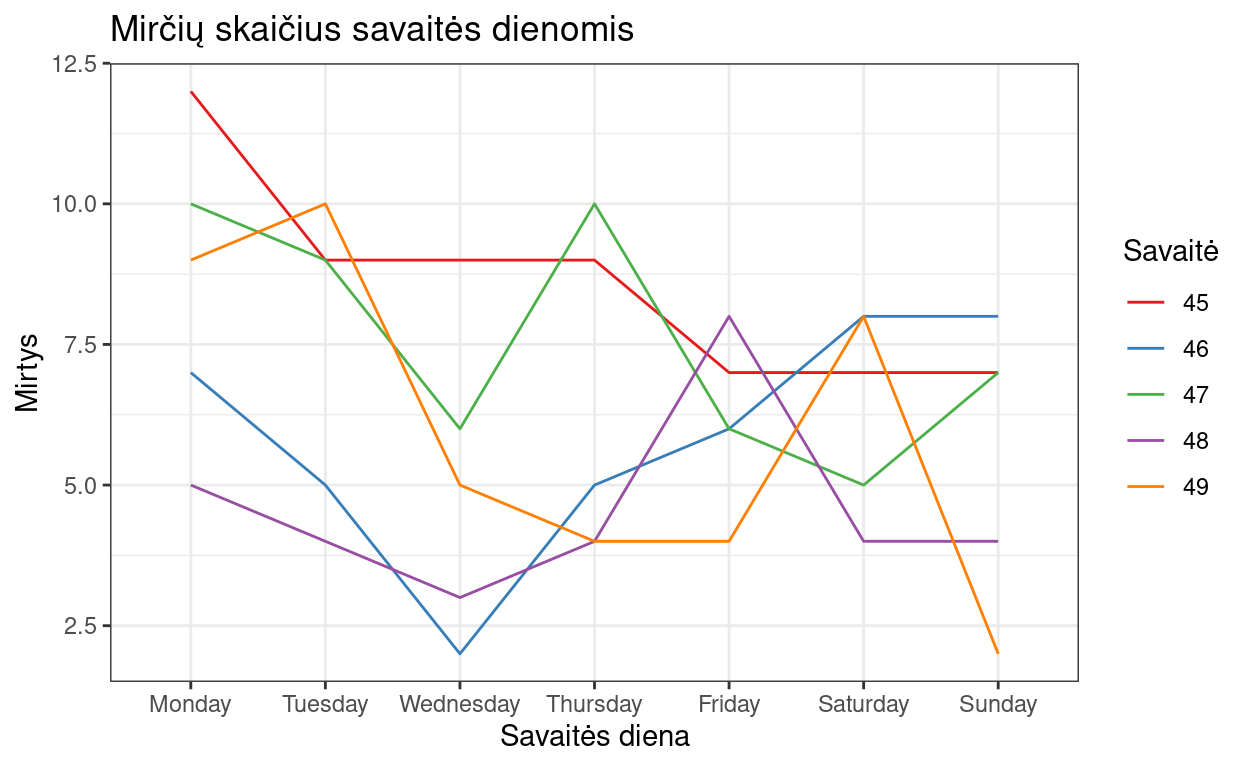 Mirčių skaičius savaitės dienomis
12.5
10.0
7.5
5.0
2.5
Mirtys
Monday Tuesday Wednesday Thursday Friday Saturday Sunday
Savaitės diena
Savaitė
45
46
47
48
49